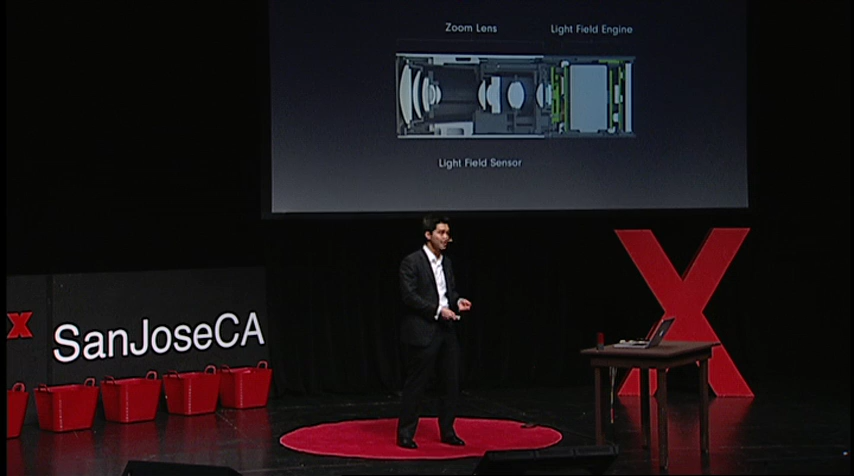 Zoom Lens Light Field Engine
Light Field Sensor
x SanJoseCA
X